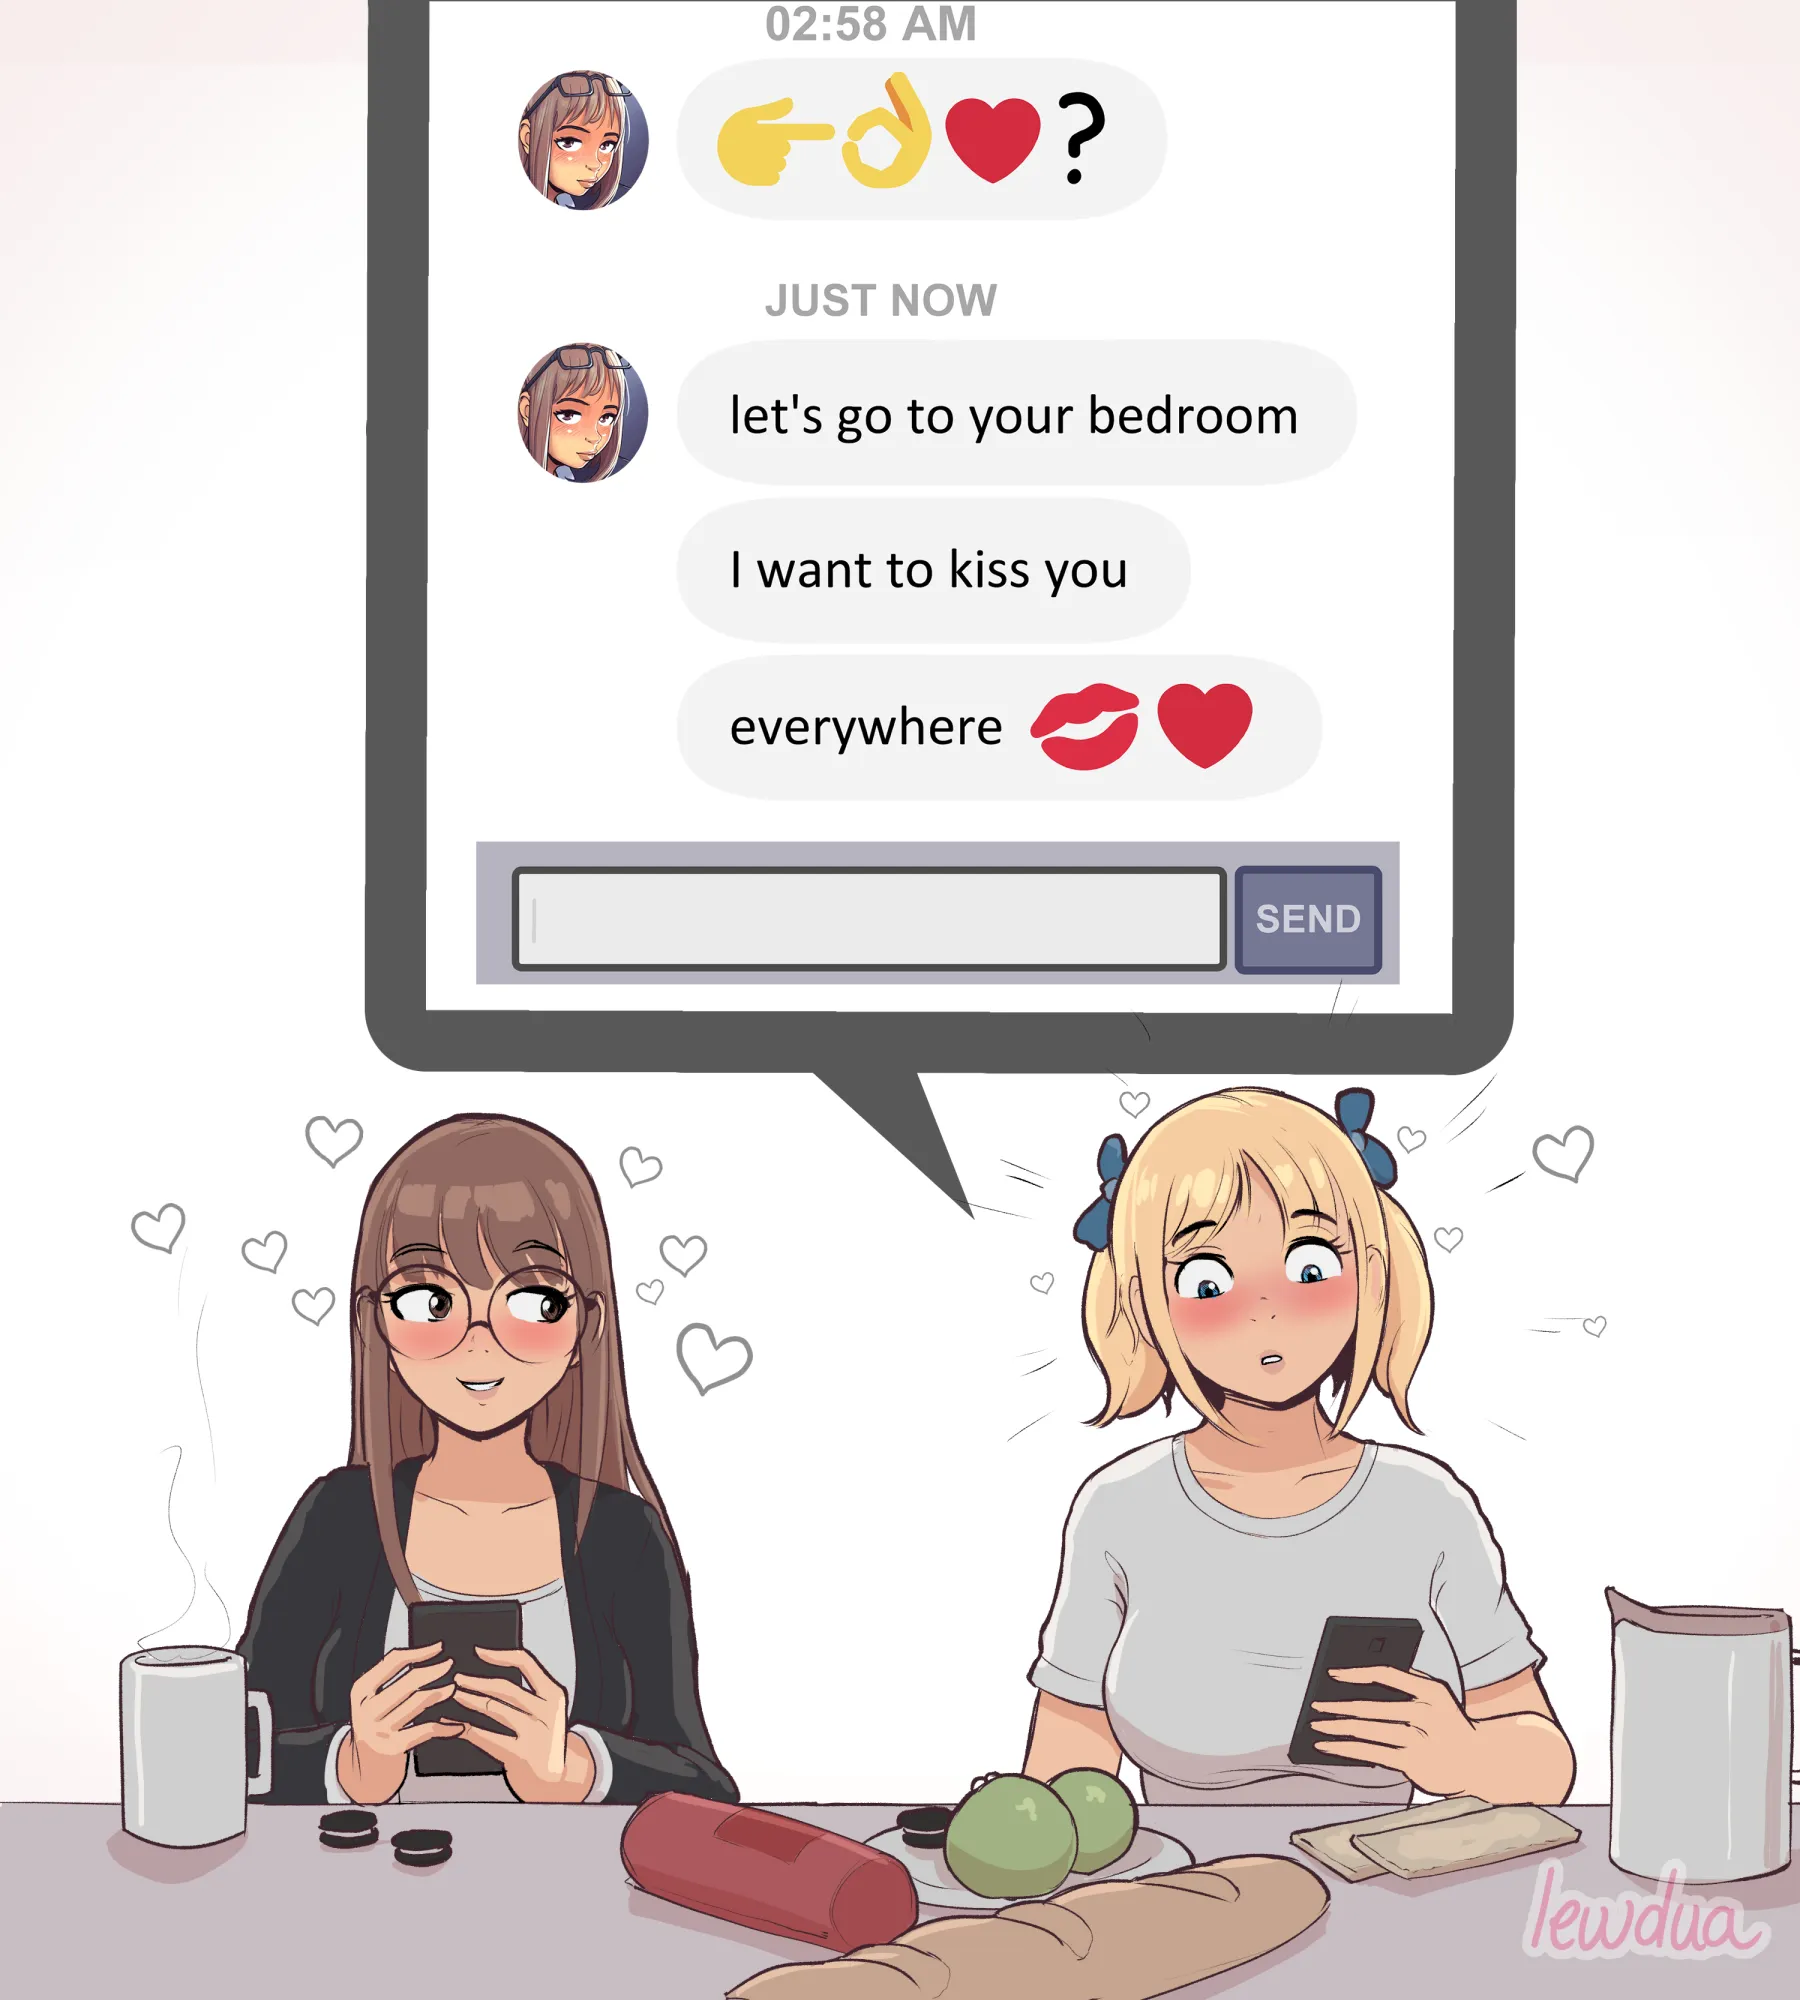 02:58 AM
👉👌❤️?
JUST NOW
let's go to your bedroom
I want to kiss you
everywhere 💋❤️
SEND
lewdua